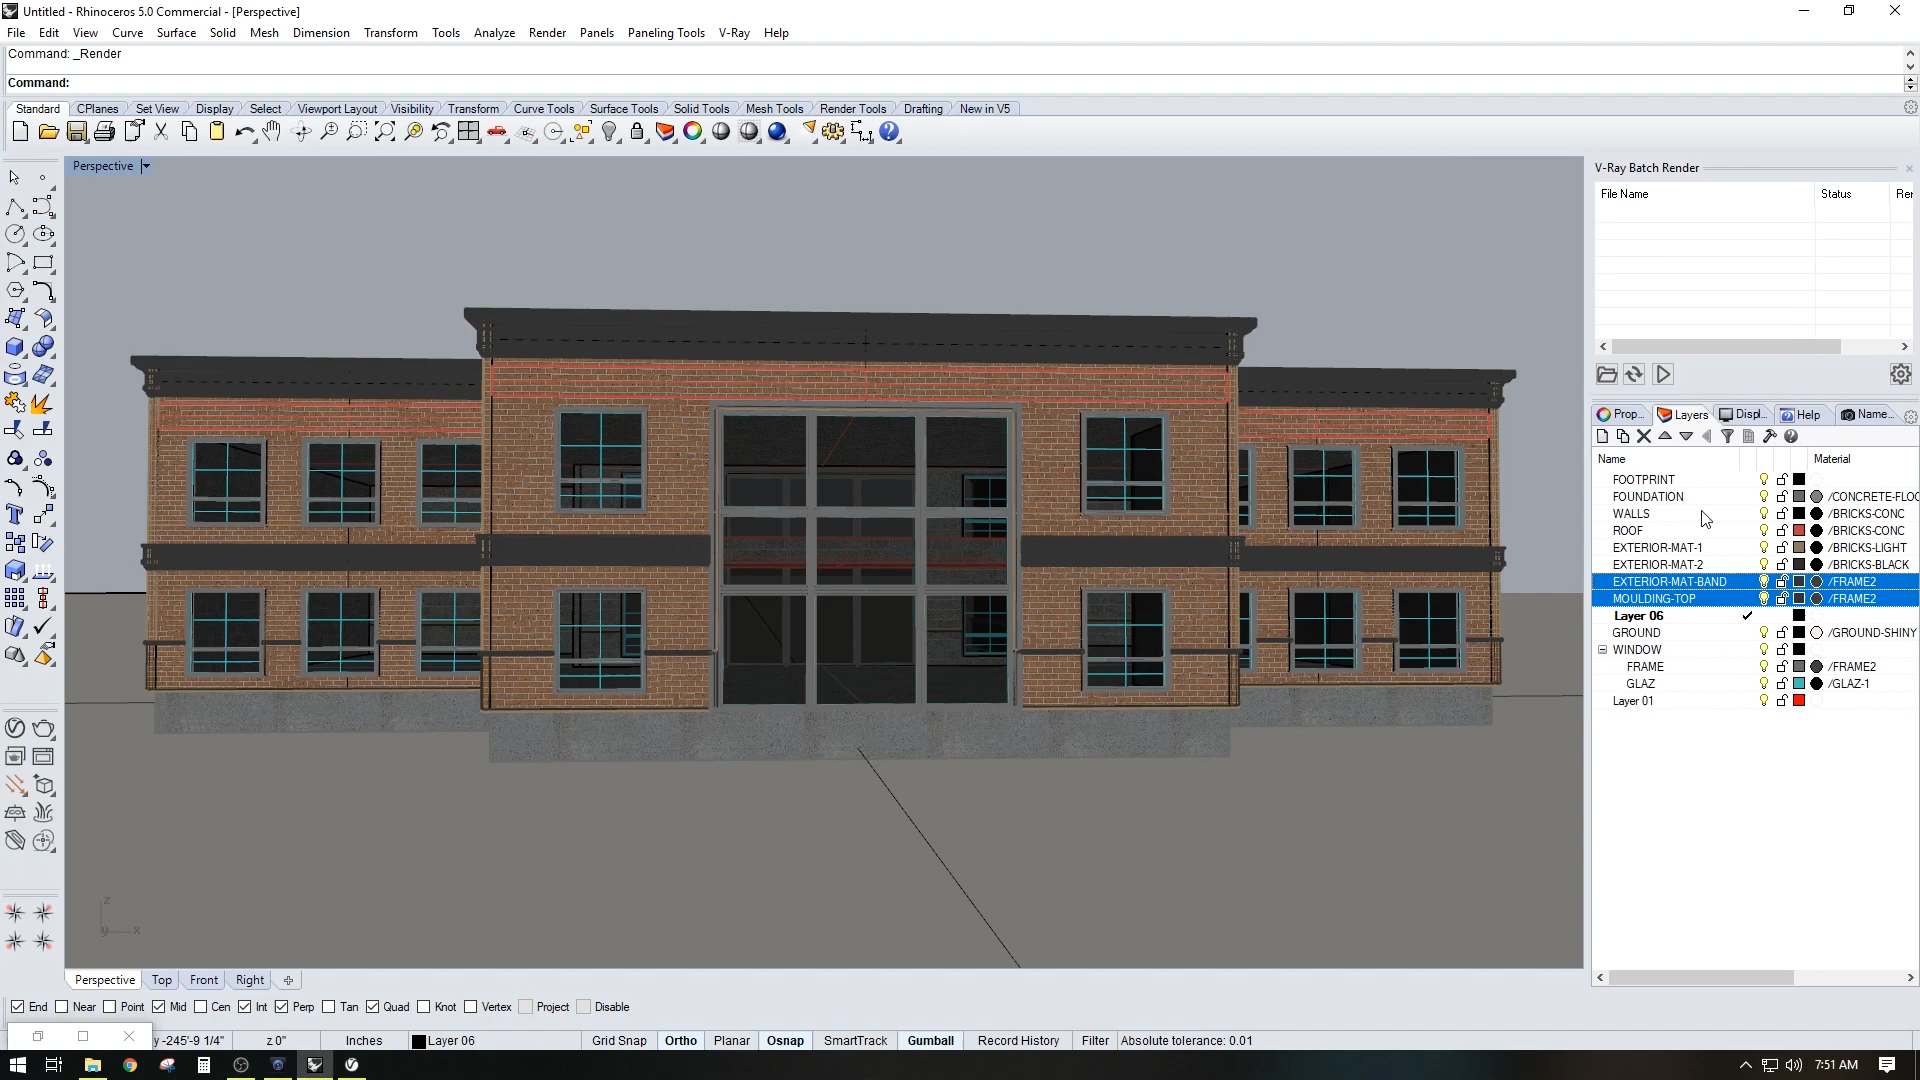 Untitled - Rhinoceros 5.0 Commercial - [Perspective]
File Edit View Curve Surface Solid Mesh Dimension Transform Tools Analyze Render Panels Paneling Tools V-Ray Help
Command: _Render
Command:
Standard CPlanes Set View Display Select Viewport Layout Visibility Transform Curve Tools Surface Tools Solid Tools Mesh Tools Render Tools Drafting New in V5
Perspective
V-Ray Batch Render
File Name Status Rer
Prop... Layers Displ... Help Name...
Name Material
FOOTPRINT
FOUNDATION /CONCRETE-FLOO
WALLS /BRICKS-CONC
ROOF /BRICKS-CONC
EXTERIOR-MAT-1 /BRICKS-LIGHT
EXTERIOR-MAT-2 /BRICKS-BLACK
EXTERIOR-MAT-BAND /FRAME2
MOULDING-TOP /FRAME2
Layer 06
GROUND /GROUND-SHINY
WINDOW
FRAME /FRAME2
GLAZ /GLAZ-1
Layer 01
z
y x
Perspective Top Front Right
End Near Point Mid Cen Int Perp Tan Quad Knot Vertex Project Disable
y -245'-9 1/4" z 0" Inches Layer 06 Grid Snap Ortho Planar Osnap SmartTrack Gumball Record History Filter Absolute tolerance: 0.01
7:51 AM